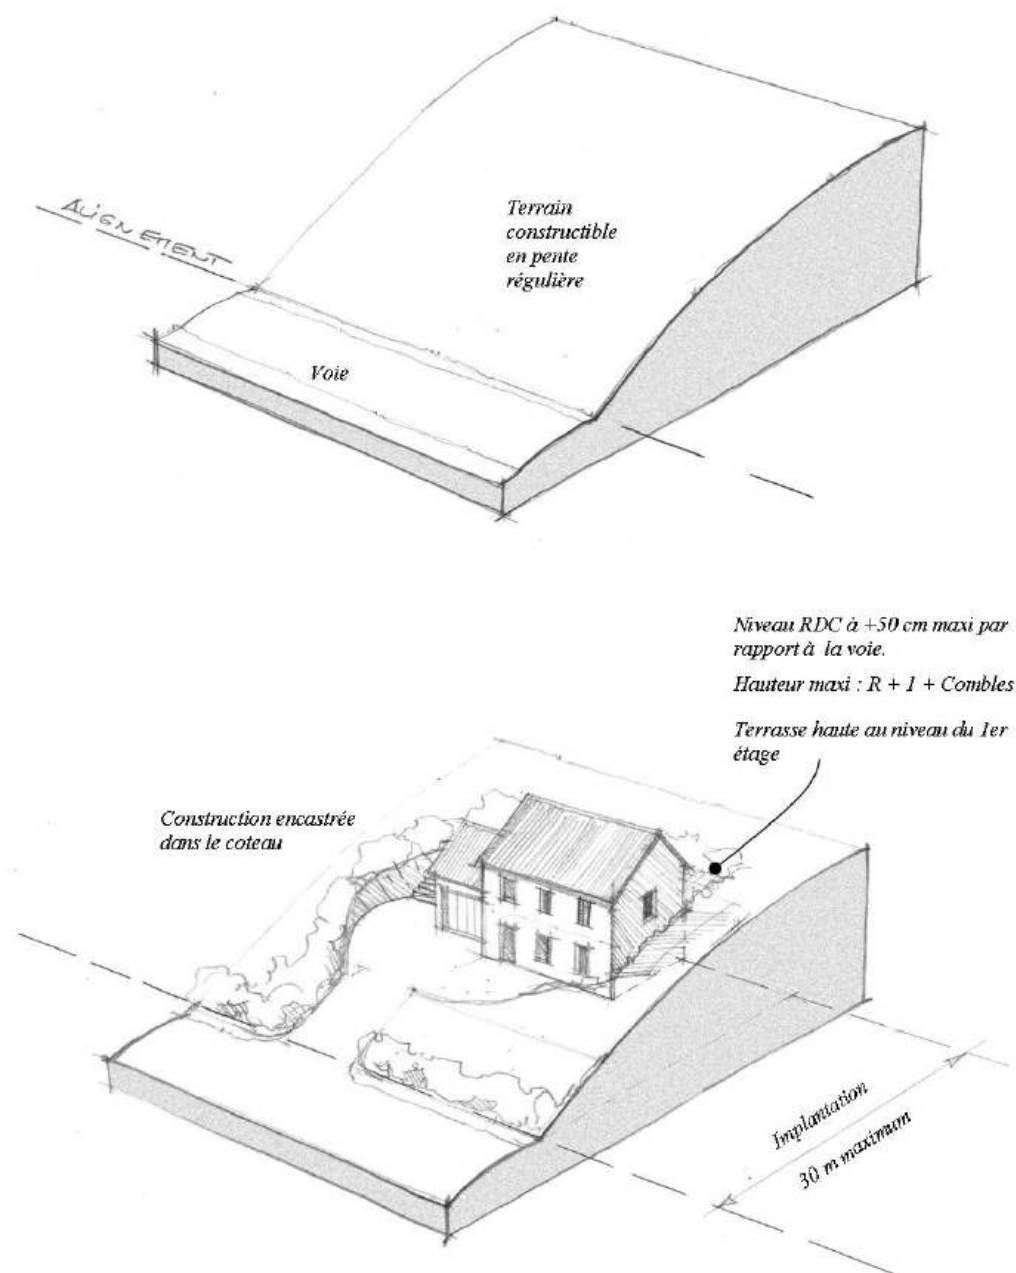 ALIGNEMENT
Terrain
constructible
en pente
régulière
Voie
Niveau RDC à +50 cm maxi par
rapport à la voie.
Hauteur maxi : R + 1 + Combles
Terrasse haute au niveau du 1er
étage
Construction encastrée
dans le coteau
Implantation
30 m maximum